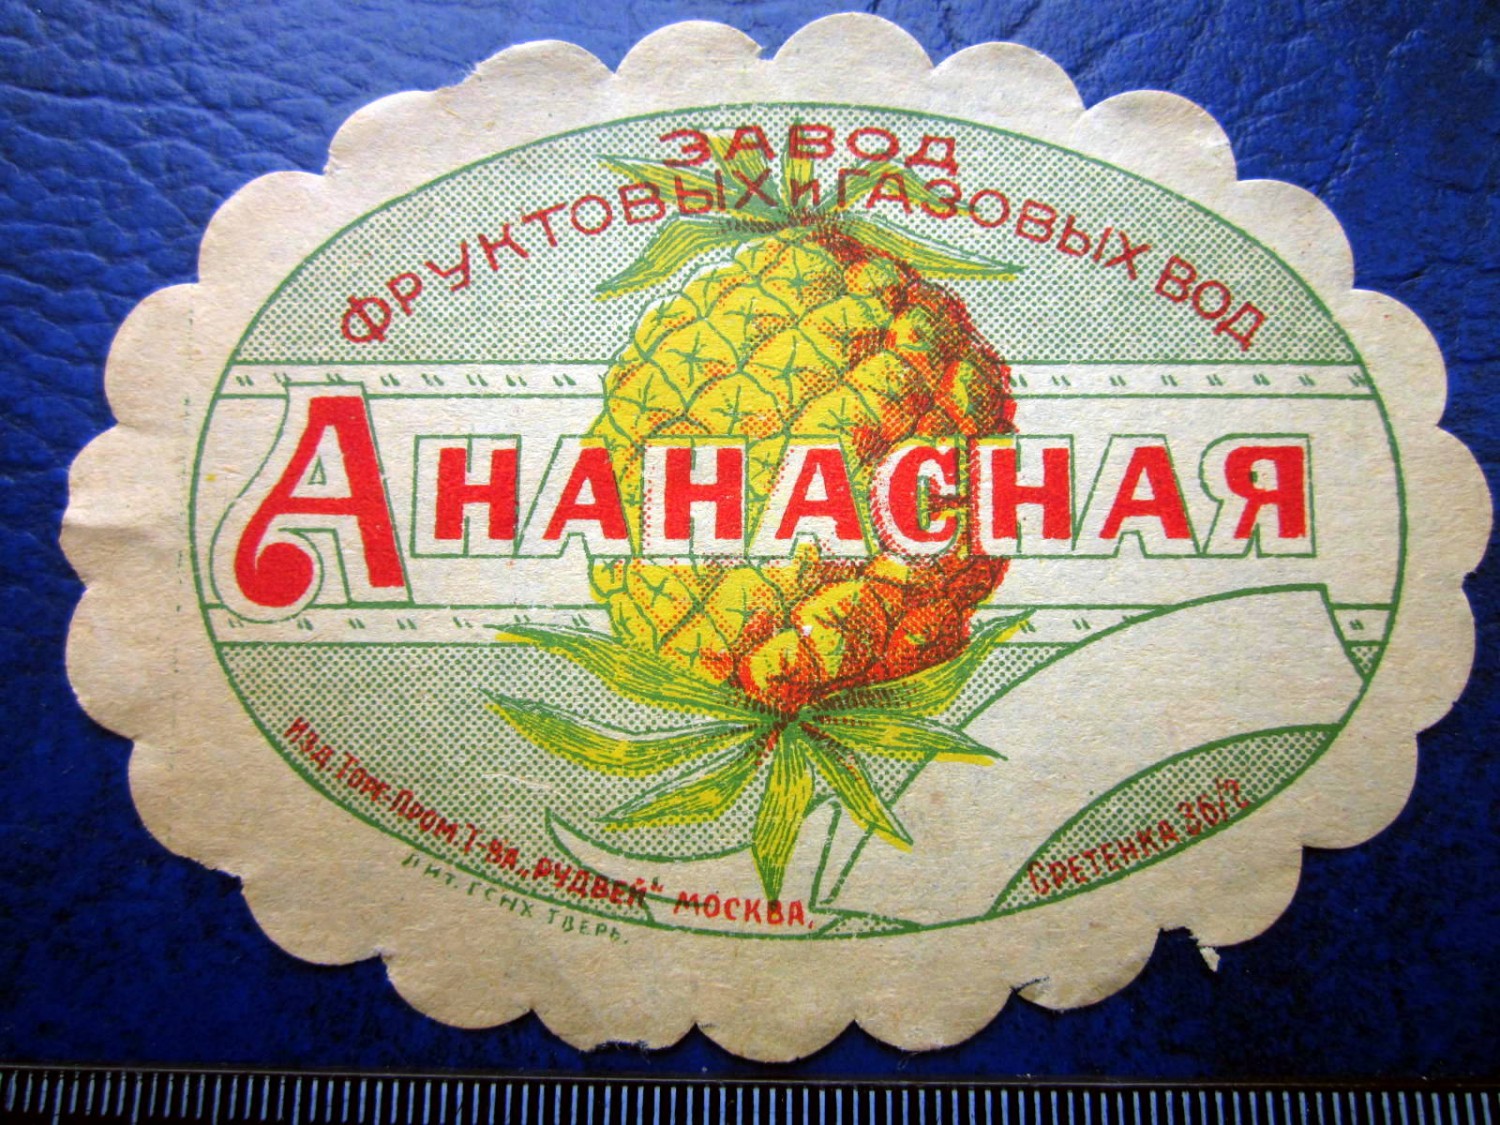 ЗАВОД
ФРУКТОВЫХ и ГАЗОВЫХ ВОД
АНАНАСНАЯ
ИЗД. ТОРГ-ПРОМ. Т-ВА „РУДВЕЙ“ МОСКВА,
СРЕТЕНКА 36/2
ЛИТ. ГСНХ ТВЕРЬ.